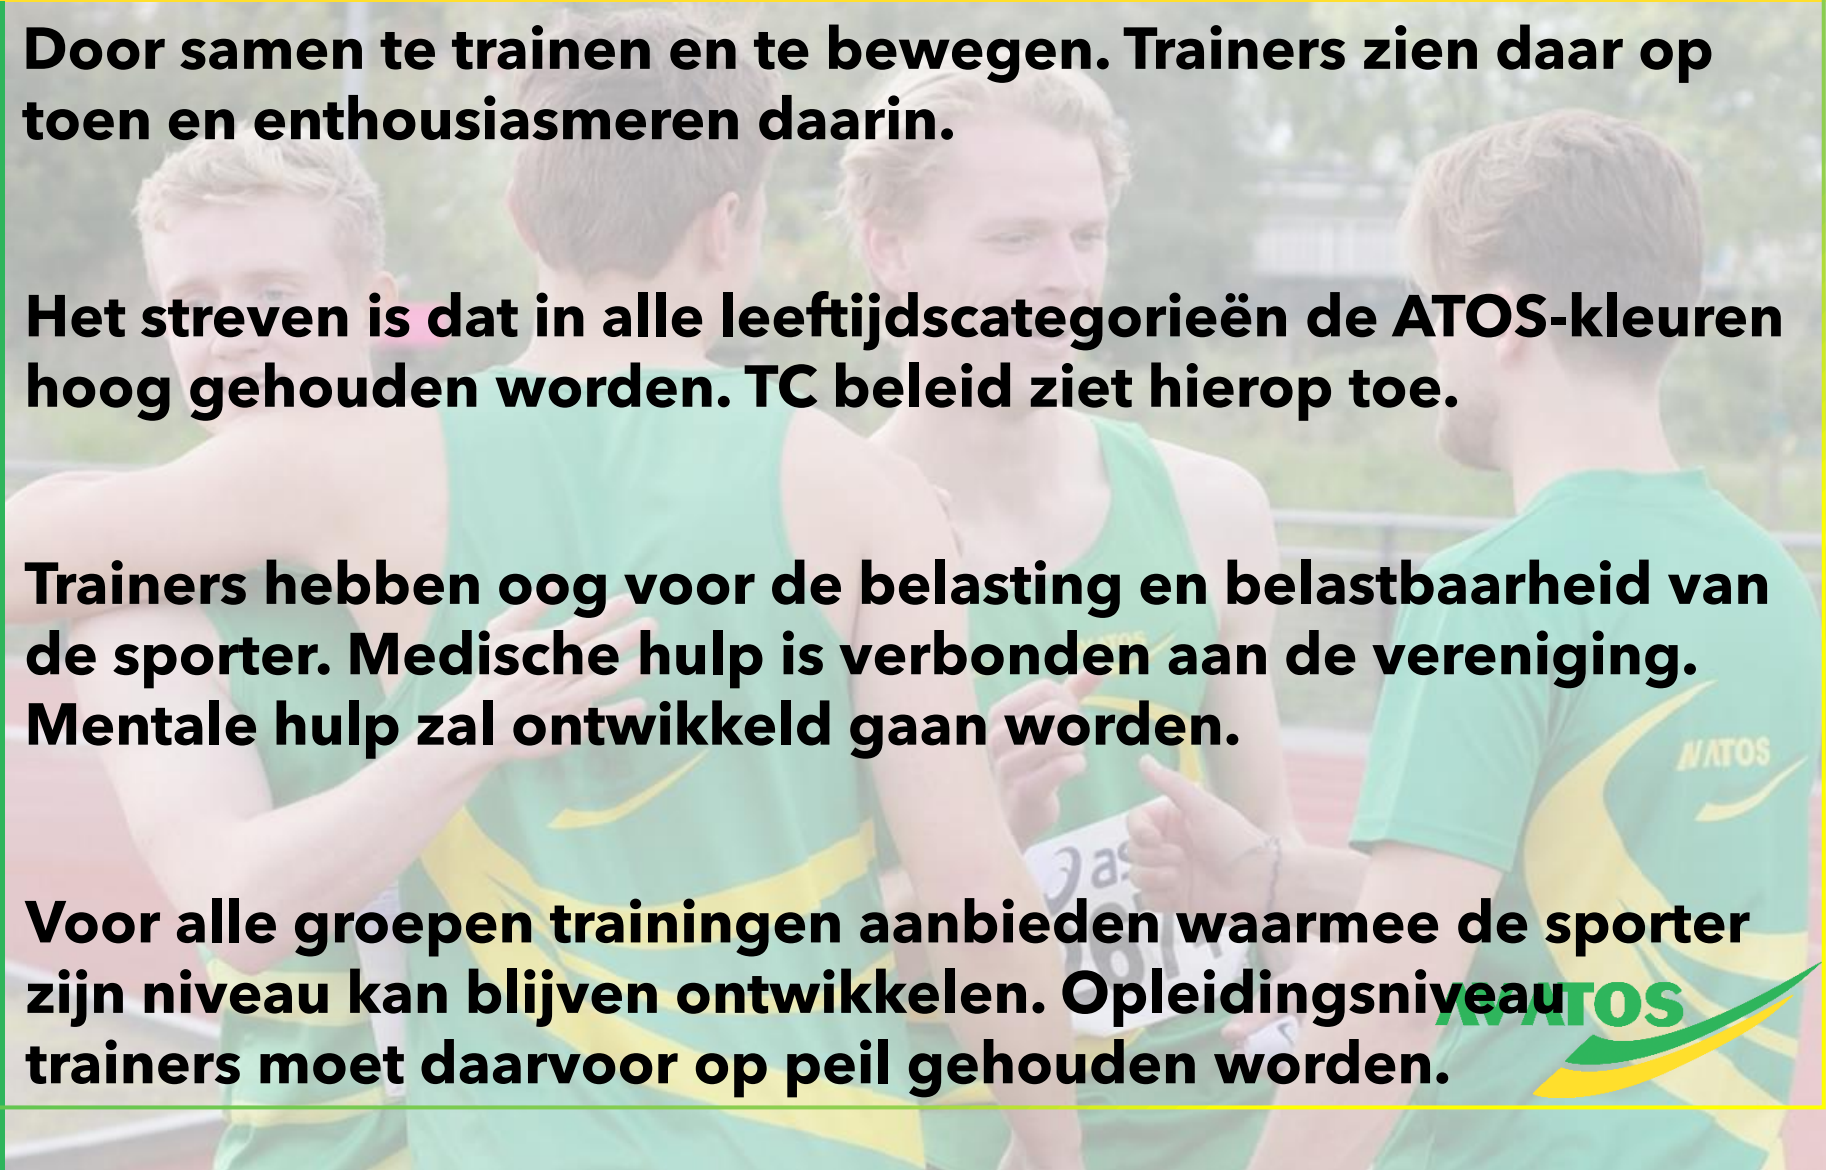 Door samen te trainen en te bewegen. Trainers zien daar op
toen en enthousiasmeren daarin.
Het streven is dat in alle leeftijdscategorieën de ATOS-kleuren
hoog gehouden worden. TC beleid ziet hierop toe.
Trainers hebben oog voor de belasting en belastbaarheid van
de sporter. Medische hulp is verbonden aan de vereniging.
Mentale hulp zal ontwikkeld gaan worden.
AV ATOS
Voor alle groepen trainingen aanbieden waarmee de sporter
zijn niveau kan blijven ontwikkelen. Opleidingsniveau
trainers moet daarvoor op peil gehouden worden.
AV ATOS